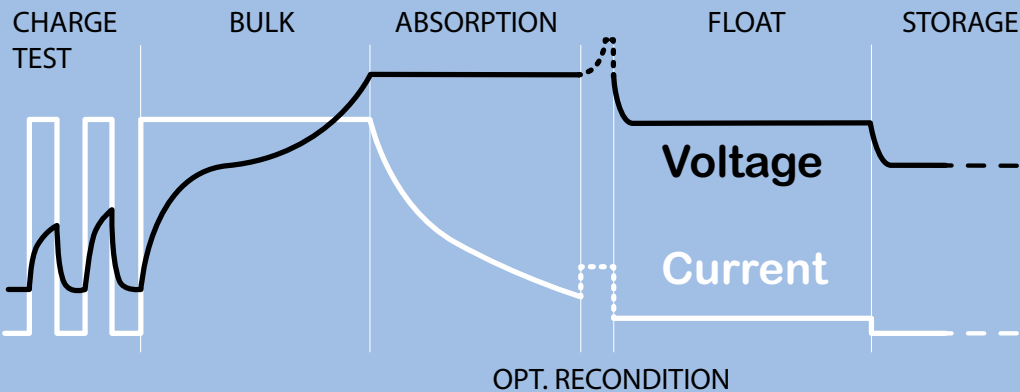 CHARGE TEST
BULK
ABSORPTION
FLOAT
STORAGE
Voltage
Current
OPT. RECONDITION